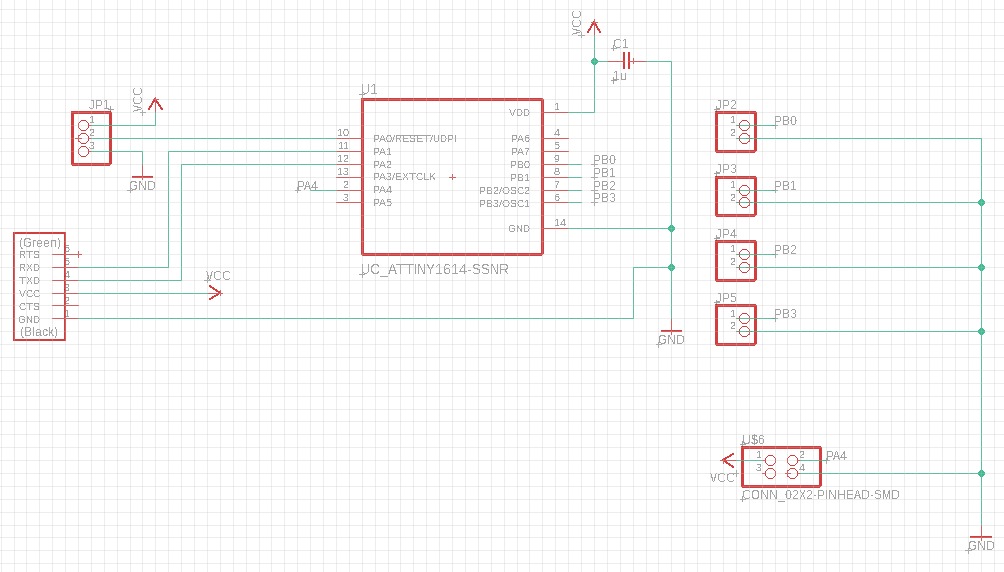 VCC
C1
1u
JP1
VCC
1
2
3
GND
U1
VDD 1
10 PA0/RESET/UDPI
11 PA1
12 PA2
13 PA3/EXTCLK
PA4 2 PA4
3 PA5
PA6 4
PA7 5
PB0 9 PB0
PB1 8 PB1
PB2/OSC2 7 PB2
PB3/OSC1 6 PB3
GND 14
UC_ATTINY1614-SSNR
JP2
1 PB0
2
JP3
1 PB1
2
JP4
1 PB2
2
JP5
1 PB3
2
(Green)
RTS 6
RXD 5
TXD 4
VCC 3
CTS 2
GND 1
(Black)
VCC
GND
U$6
1 2 PA4
3 4
VCC
CONN_02X2-PINHEAD-SMD
GND